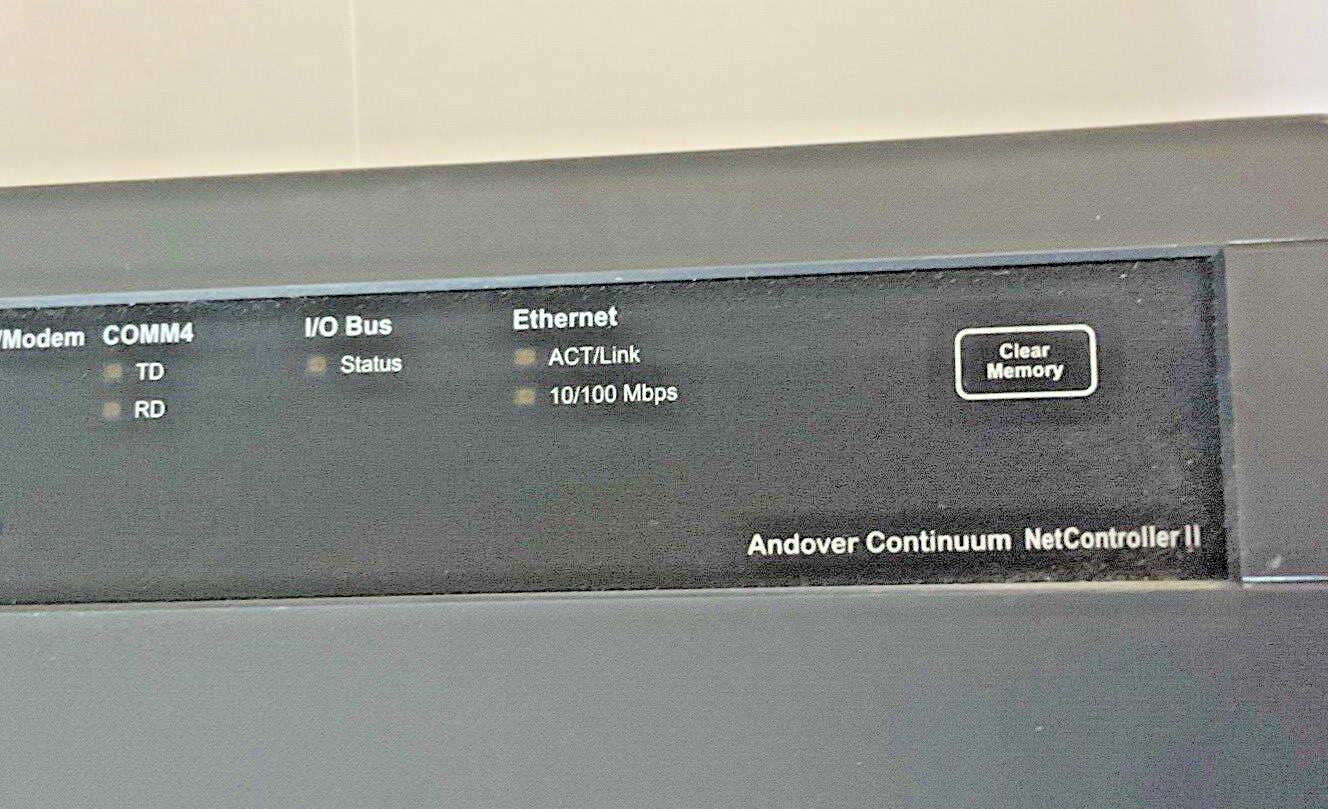 /Modem COMM4 I/O Bus Ethernet
TD Status ACT/Link
RD 10/100 Mbps
Clear
Memory
Andover Continuum NetController II